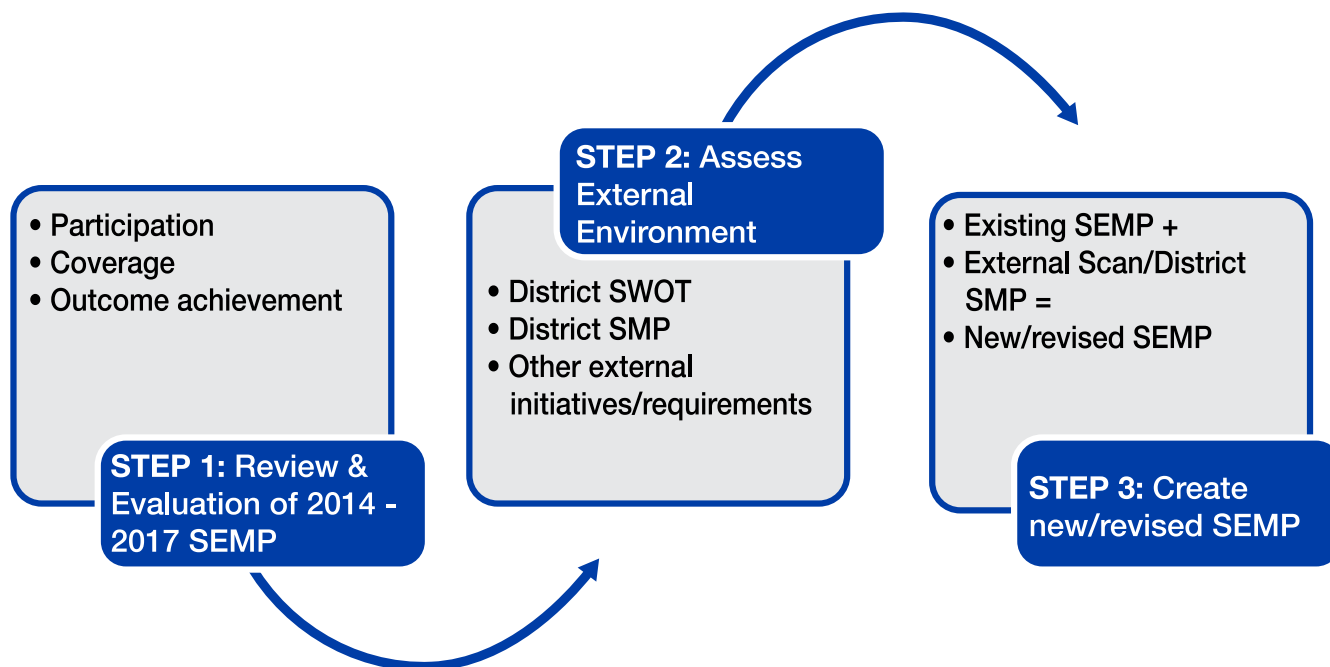 • Participation
• Coverage
• Outcome achievement
STEP 1: Review &
Evaluation of 2014 -
2017 SEMP
STEP 2: Assess
External
Environment
• District SWOT
• District SMP
• Other external
initiatives/requirements
• Existing SEMP +
• External Scan/District
SMP =
• New/revised SEMP
STEP 3: Create
new/revised SEMP